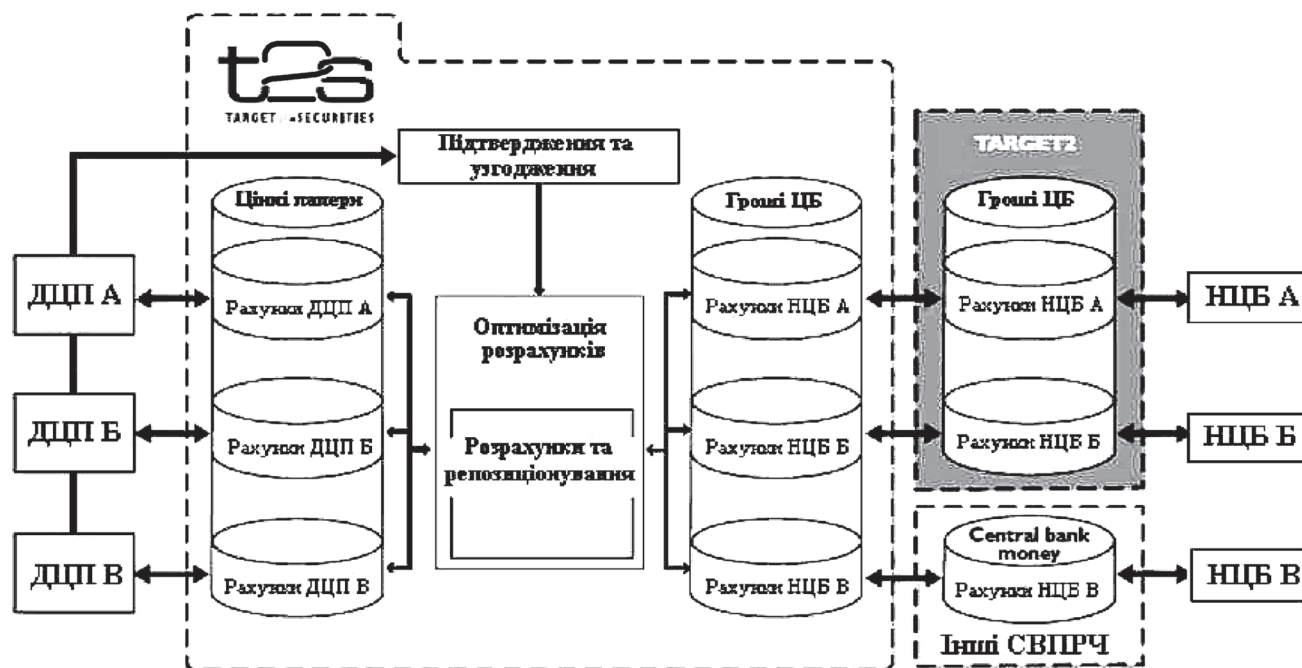 t2s
TARGET SECURITIES
Підтвердження та
узгодження
TARGET2
Цінні папери
Гроші ЦБ
Гроші ЦБ
ДЦП А
Рахунки ДЦП А
Рахунки НЦБ А
Рахунки НЦБ А
НЦБ А
Оптимізація
розрахунків
ДЦП Б
Рахунки ДЦП Б
Розрахунки та
репозиціонування
Рахунки НЦБ Б
Рахунки НЦБ Б
НЦБ Б
ДЦП В
Рахунки ДЦП В
Рахунки НЦБ В
Central bank
money
Рахунки НЦБ В
НЦБ В
Інші СВПРЧ